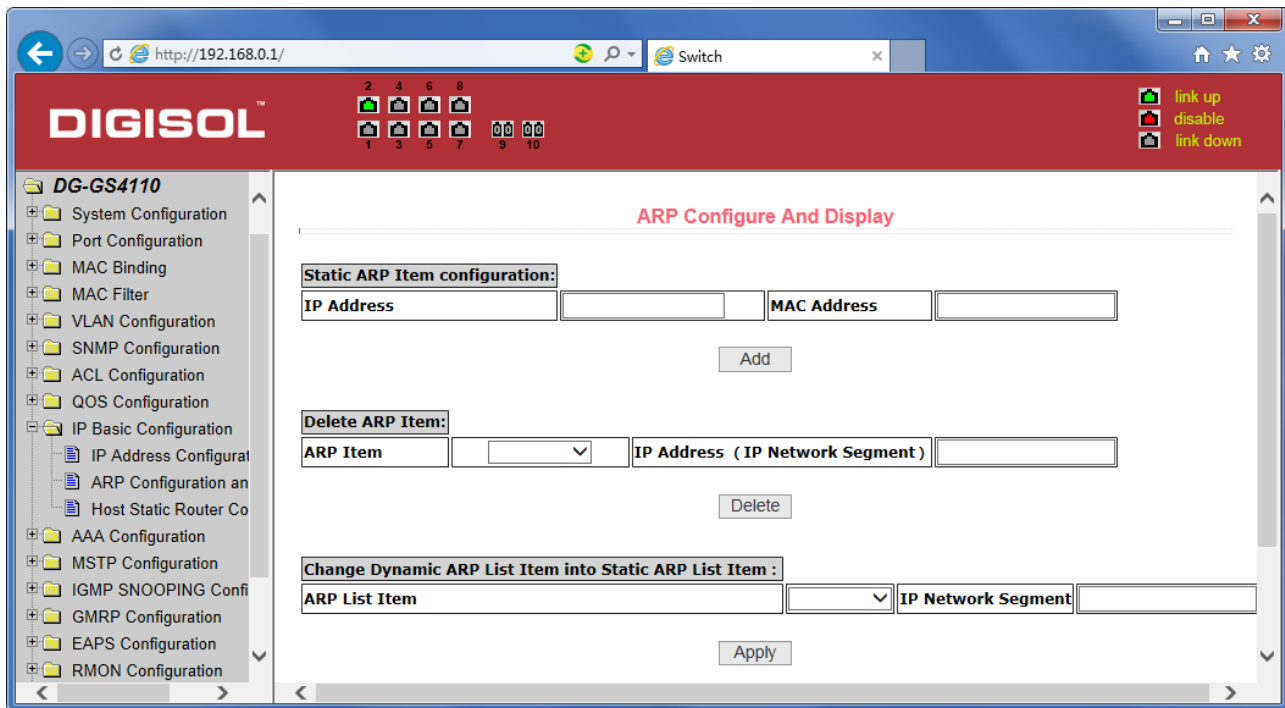 http://192.168.0.1/
Switch
DIGISOL™
2 4 6 8
1 3 5 7 9 10
link up
disable
link down
DG-GS4110
System Configuration
Port Configuration
MAC Binding
MAC Filter
VLAN Configuration
SNMP Configuration
ACL Configuration
QOS Configuration
IP Basic Configuration
IP Address Configurat
ARP Configuration an
Host Static Router Co
AAA Configuration
MSTP Configuration
IGMP SNOOPING Confi
GMRP Configuration
EAPS Configuration
RMON Configuration
ARP Configure And Display
Static ARP Item configuration:
IP Address MAC Address
Add
Delete ARP Item:
ARP Item IP Address ( IP Network Segment )
Delete
Change Dynamic ARP List Item into Static ARP List Item :
ARP List Item IP Network Segment
Apply